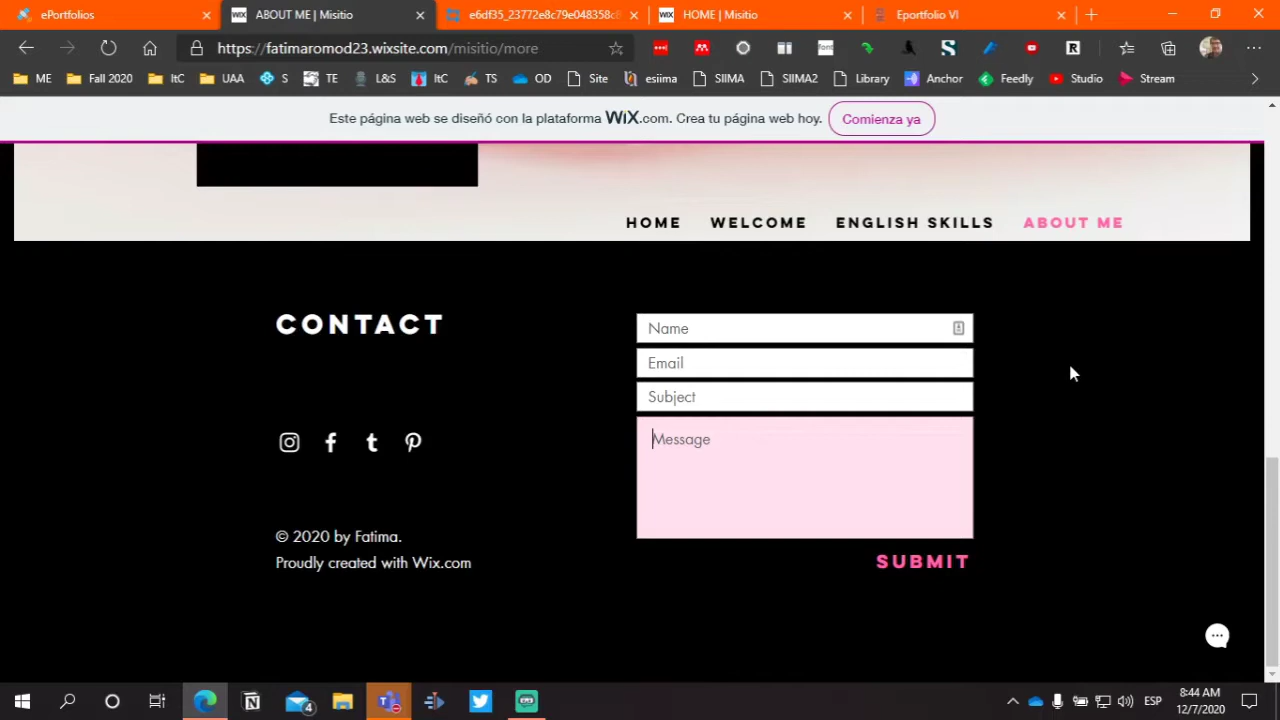 ePortfolios
WIX ABOUT ME | Misitio
e6df35_23772e8c79e048358c
WIX HOME | Misitio
Eportfolio VI
https://fatimaromod23.wixsite.com/misitio/more
ME
Fall 2020
ItC
UAA
S
TE
L&S
ItC
TS
OD
Site
esiima
SIIMA
SIIMA2
Library
Anchor
Feedly
Studio
Stream
Este página web se diseñó con la plataforma WiX.com. Crea tu página web hoy.
Comienza ya
HOME WELCOME ENGLISH SKILLS ABOUT ME
CONTACT
Name
Email
Subject
Message
© 2020 by Fatima.
Proudly created with Wix.com
SUBMIT
4
ESP
8:44 AM
12/7/2020